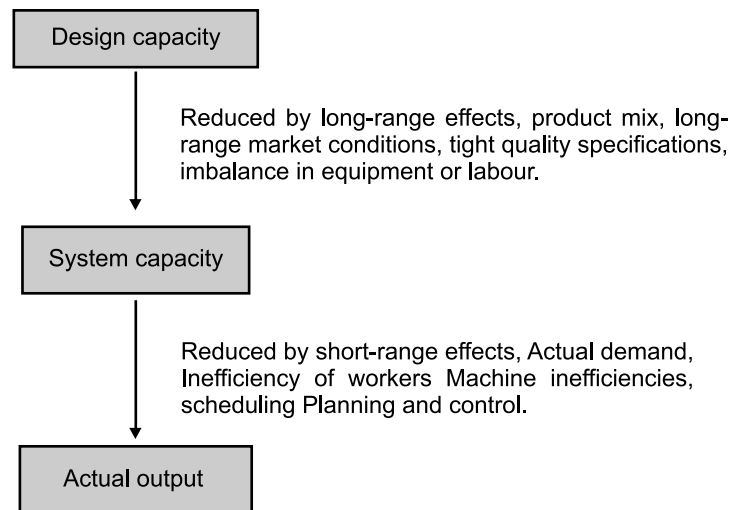 Design capacity
Reduced by long-range effects, product mix, long-
range market conditions, tight quality specifications,
imbalance in equipment or labour.
System capacity
Reduced by short-range effects, Actual demand,
Inefficiency of workers Machine inefficiencies,
scheduling Planning and control.
Actual output